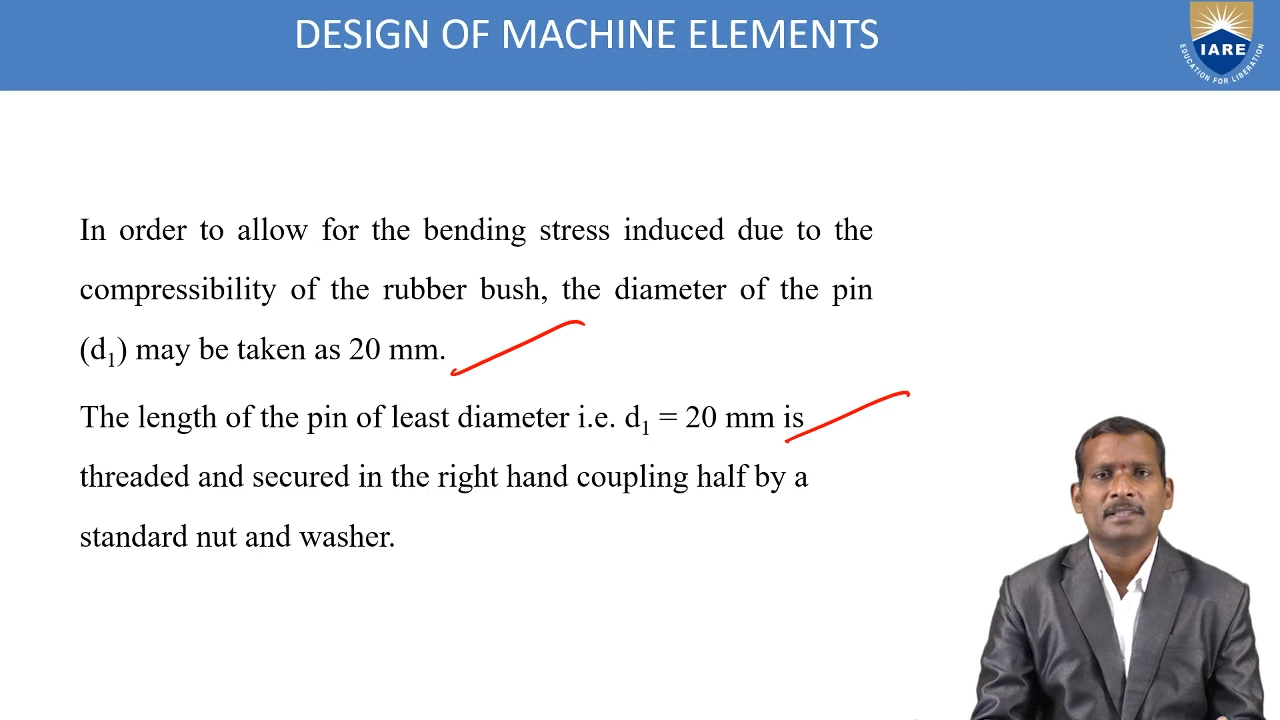 DESIGN OF MACHINE ELEMENTS
IARE
EDUCATION FOR LIBERATION
In order to allow for the bending stress induced due to the
compressibility of the rubber bush, the diameter of the pin
(d₁) may be taken as 20 mm.
The length of the pin of least diameter i.e. d₁ = 20 mm is
threaded and secured in the right hand coupling half by a
standard nut and washer.